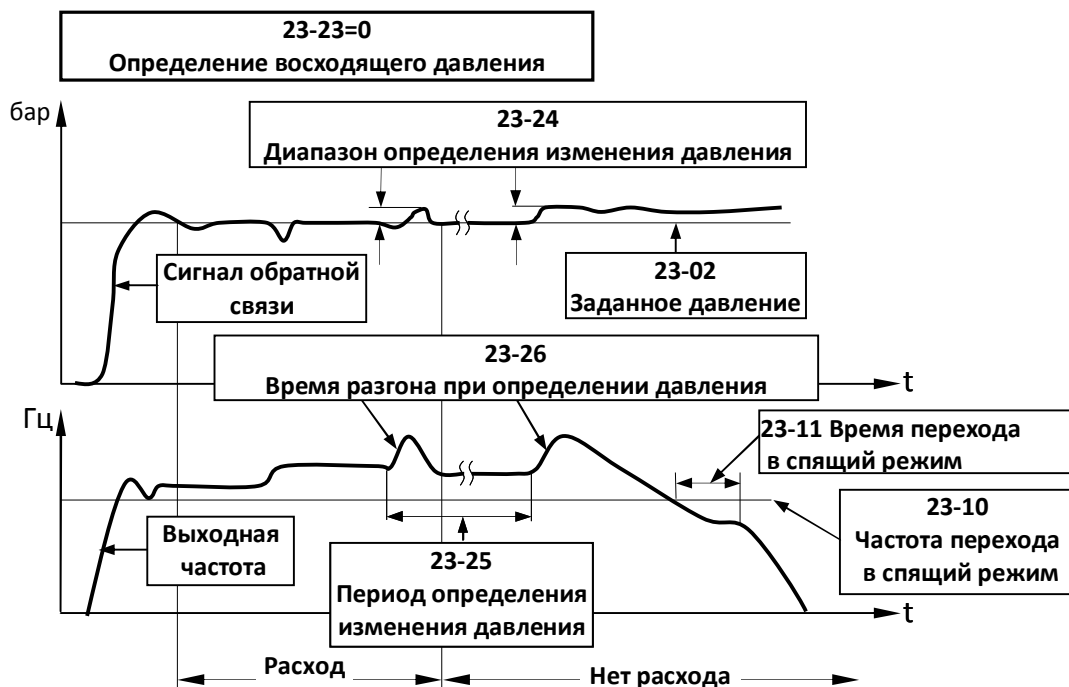 23-23=0
Определение восходящего давления
бар
23-24
Диапазон определения изменения давления
Сигнал обратной
связи
23-02
Заданное давление
23-26
Время разгона при определении давления
t
Гц
23-11 Время перехода
в спящий режим
Выходная
частота
23-10
Частота перехода
в спящий режим
23-25
Период определения
изменения давления
t
Расход
Нет расхода